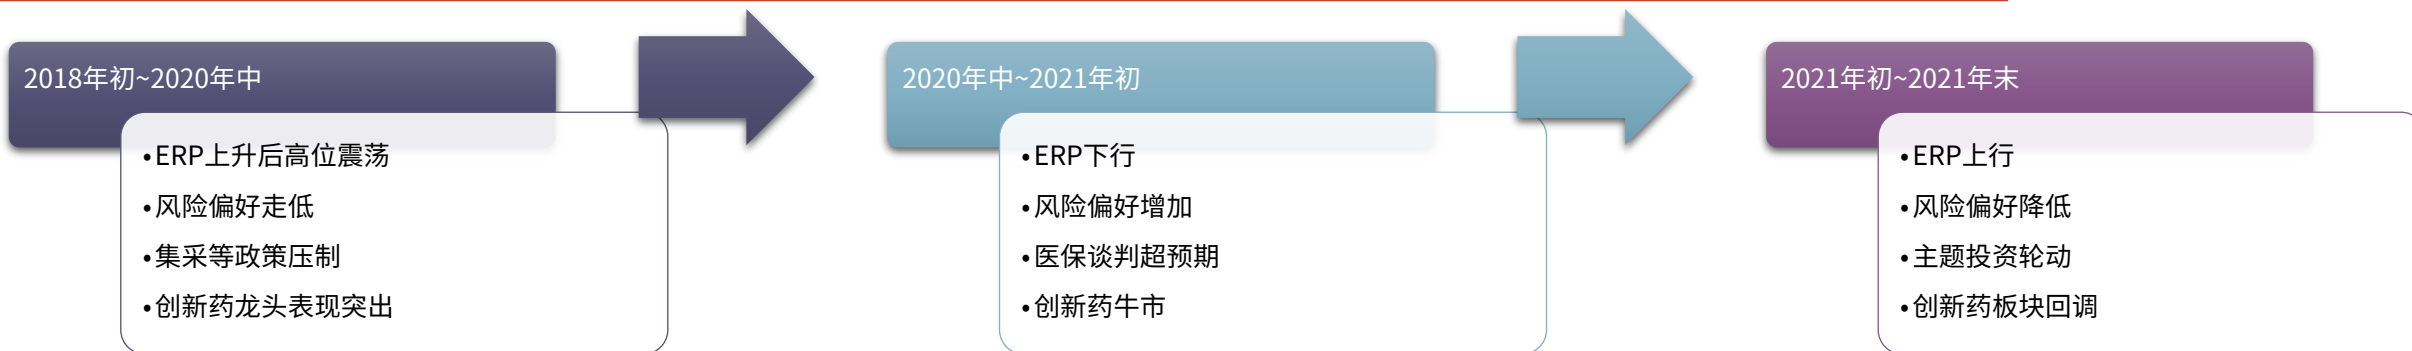 2018年初~2020年中
•ERP上升后高位震荡
•风险偏好走低
•集采等政策压制
•创新药龙头表现突出
2020年中~2021年初
•ERP下行
•风险偏好增加
•医保谈判超预期
•创新药牛市
2021年初~2021年末
•ERP上行
•风险偏好降低
•主题投资轮动
•创新药板块回调